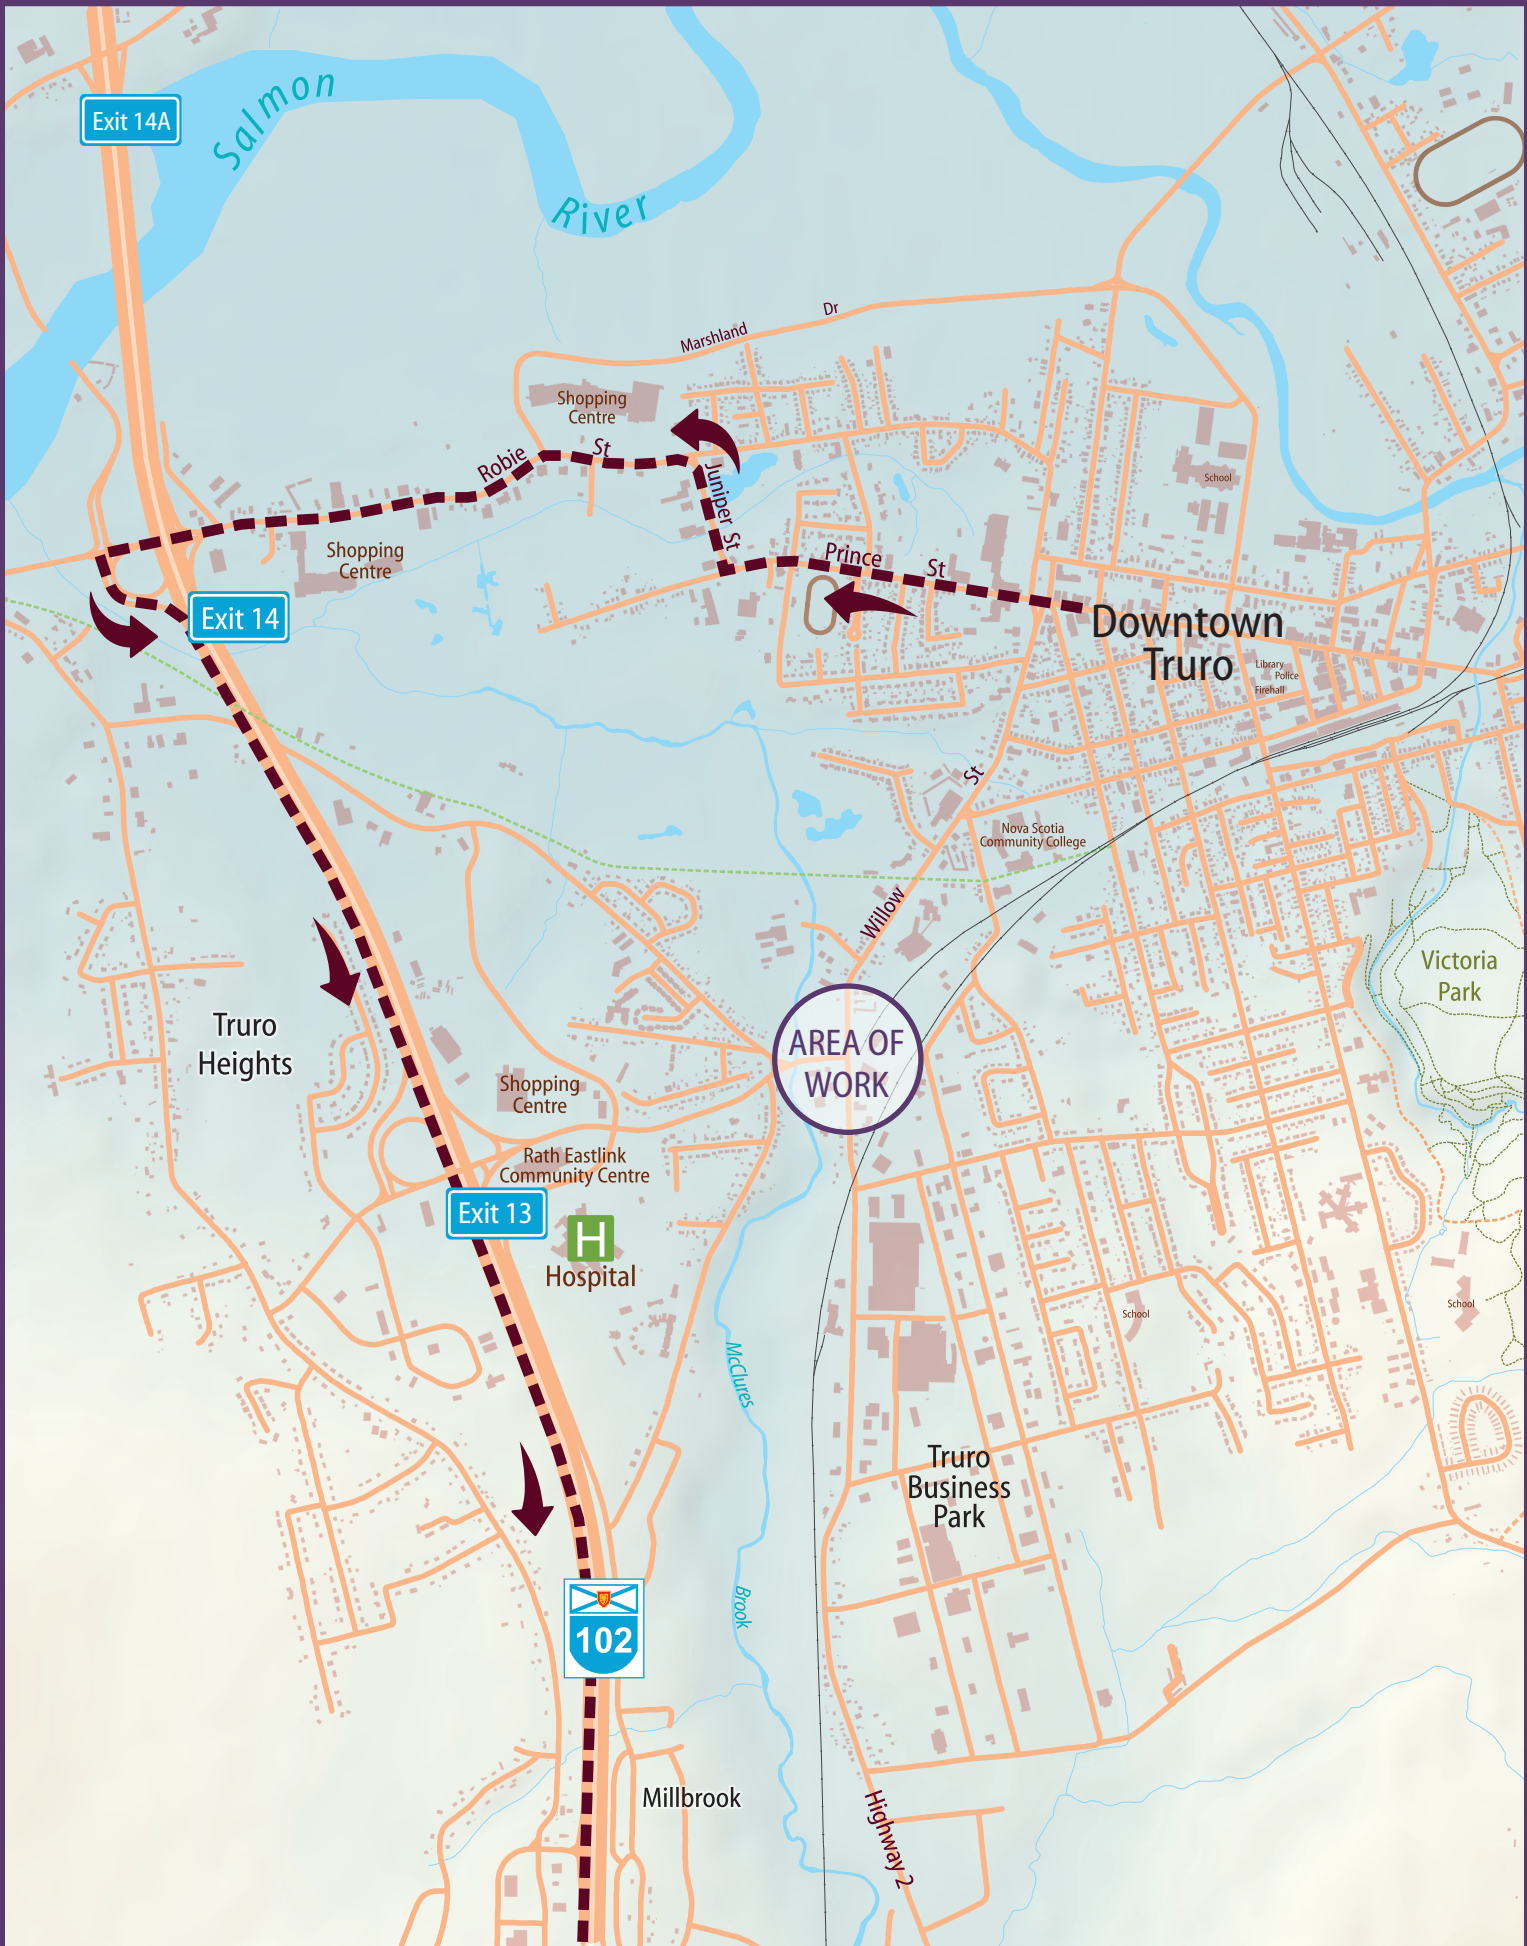 Exit 14A
Salmon
River
Marshland
Dr
Shopping
Centre
Robie
St
Juniper St
School
Shopping
Centre
Prince
St
Exit 14
Downtown
Truro
Library
Police
Firehall
St
Nova Scotia
Community College
Willow
Victoria
Park
Truro
Heights
AREA OF
WORK
Shopping
Centre
Rath Eastlink
Community Centre
Exit 13
H
Hospital
School
School
McClures
Truro
Business
Park
Brook
102
Millbrook
Highway 2